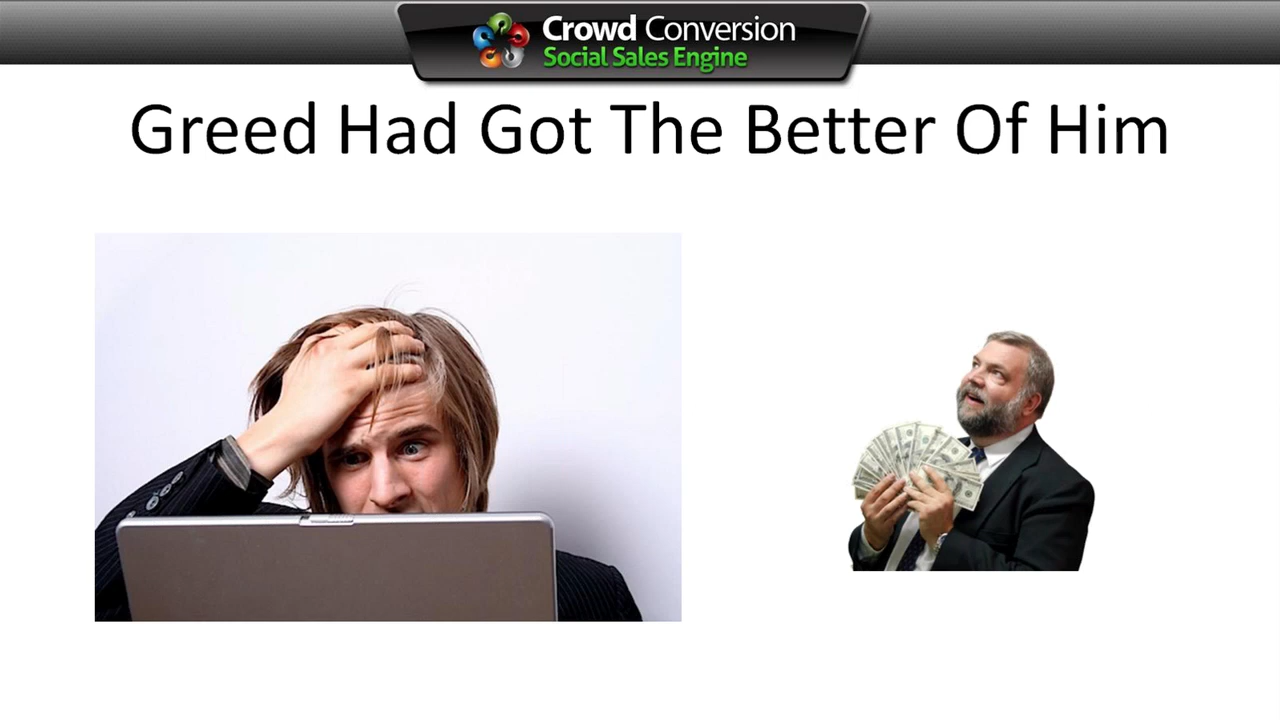 Crowd Conversion
Social Sales Engine
Greed Had Got The Better Of Him